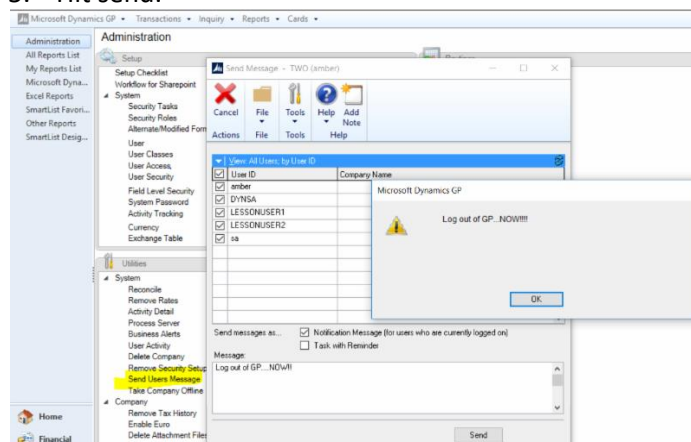 Microsoft Dynamics GP Transactions Inquiry Reports Cards
Administration
All Reports List
My Reports List
Microsoft Dyna...
Excel Reports
SmartList Favori...
Other Reports
SmartList Desig...
Home
Financial
Administration
Setup
Setup Checklist
Workflow for Sharepoint
System
Security Tasks
Security Roles
Alternate/Modified Form
User
User Classes
User Access,
User Security
Field Level Security
System Password
Activity Tracking
Currency
Exchange Table
Utilities
System
Reconcile
Remove Rates
Activity Detail
Process Server
Business Alerts
User Activity
Delete Company
Remove Security Setup
Send Users Message
Take Company Offline
Company
Remove Tax History
Enable Euro
Delete Attachment Files
Send Message - TWO (amber)
Cancel File Tools Help Add Note
Actions File Tools Help
View: All Users; by User ID
User ID Company Name
amber
DYNSA
LESSONUSER1
LESSONUSER2
sa
Send messages as... Notification Message (for users who are currently logged on)
Task with Reminder
Message:
Log out of GP....NOW!!
Send
Microsoft Dynamics GP
Log out of GP...NOW!!!!
OK